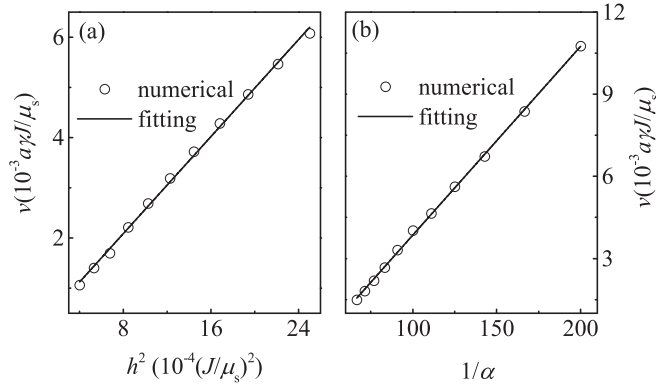 (a)
numerical
fitting
v(10⁻³aγJ/μₛ)
6
4
2
8
16
24
h² (10⁻⁴(J/μₛ)²)
(b)
numerical
fitting
v(10⁻³aγJ/μₛ)
12
9
6
3
100
150
200
1/α